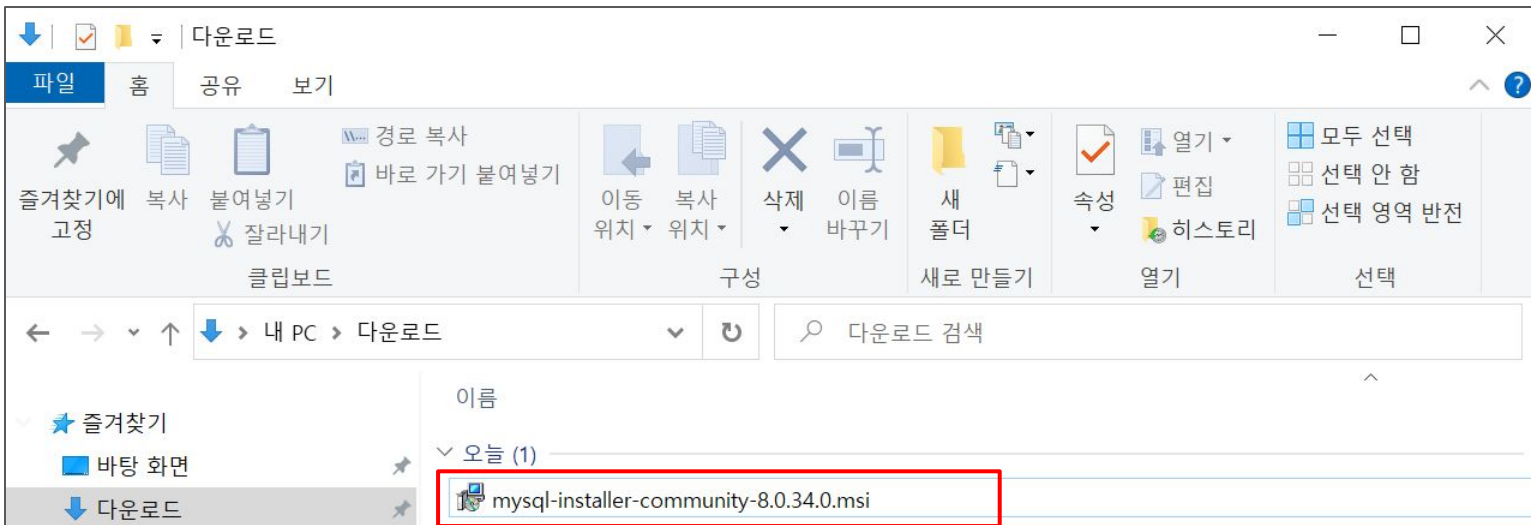 다운로드
파일 홈 공유 보기
즐겨찾기에 고정
복사
붙여넣기
경로 복사
바로 가기 붙여넣기
잘라내기
클립보드
이동 위치
복사 위치
삭제
이름 바꾸기
구성
새 폴더
새로 만들기
속성
열기
편집
히스토리
열기
모두 선택
선택 안 함
선택 영역 반전
선택
내 PC > 다운로드
다운로드 검색
이름
즐겨찾기
바탕 화면
다운로드
오늘 (1)
mysql-installer-community-8.0.34.0.msi